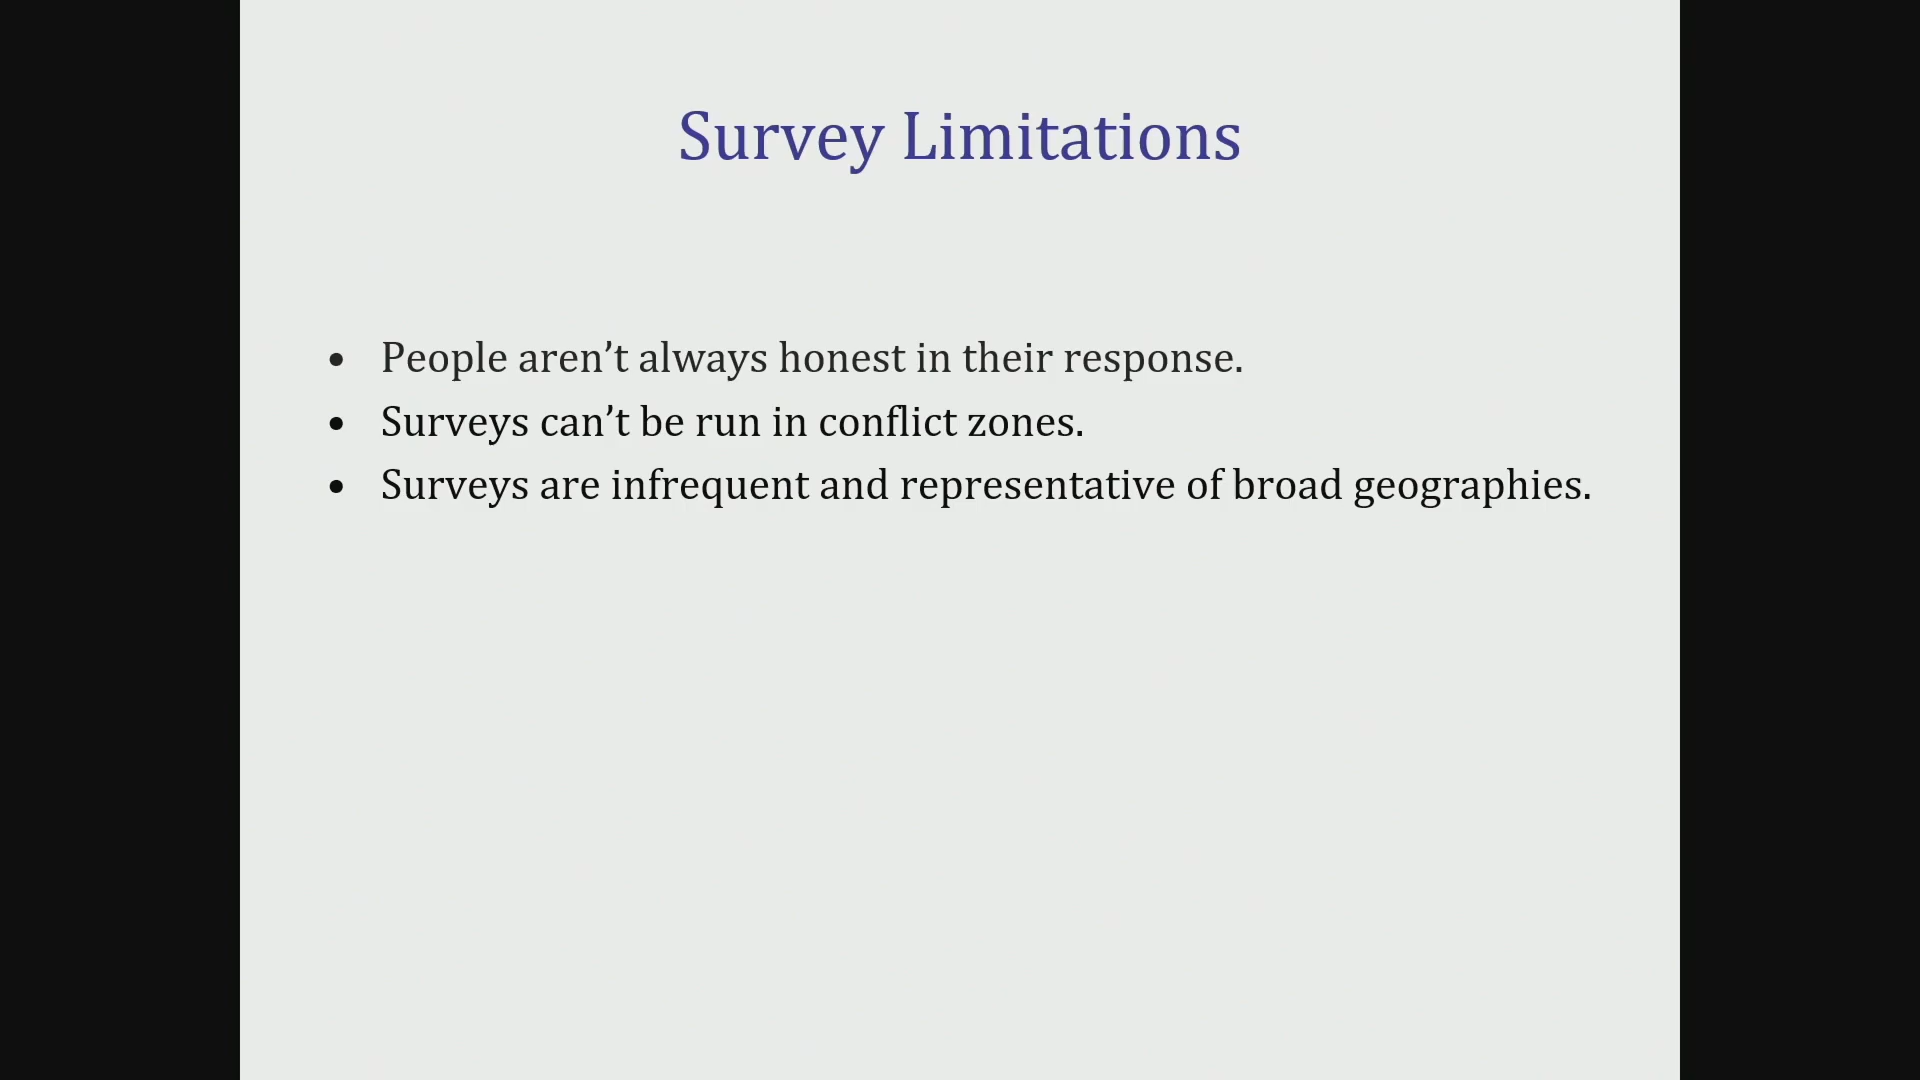 Survey Limitations
• People aren’t always honest in their response.
• Surveys can’t be run in conflict zones.
• Surveys are infrequent and representative of broad geographies.